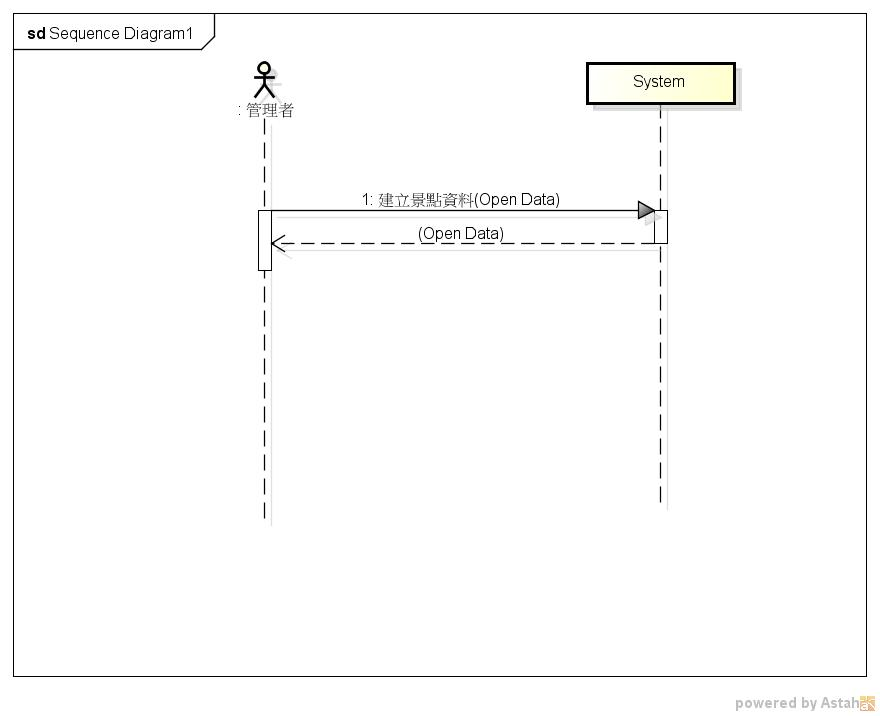 sd Sequence Diagram1
: 管理者
System
1: 建立景點資料(Open Data)
(Open Data)
powered by Astah